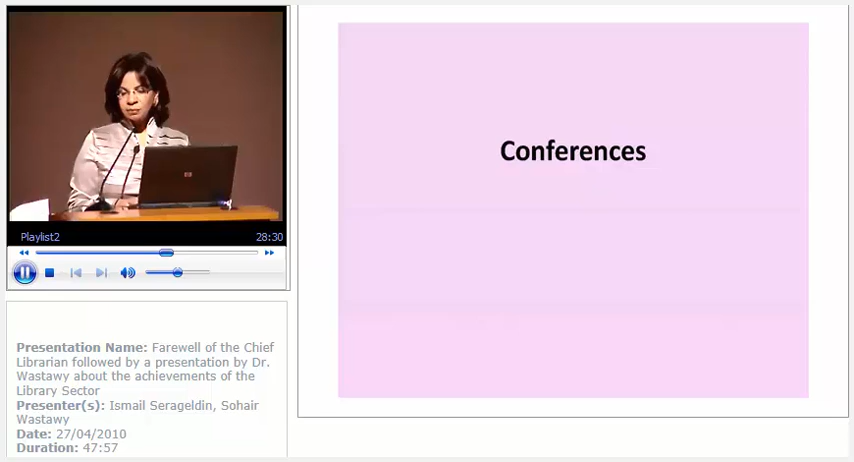 Conferences
Playlist2
28:30
Presentation Name: Farewell of the Chief
Librarian followed by a presentation by Dr.
Wastawy about the achievements of the
Library Sector
Presenter(s): Ismail Serageldin, Sohair
Wastawy
Date: 27/04/2010
Duration: 47:57